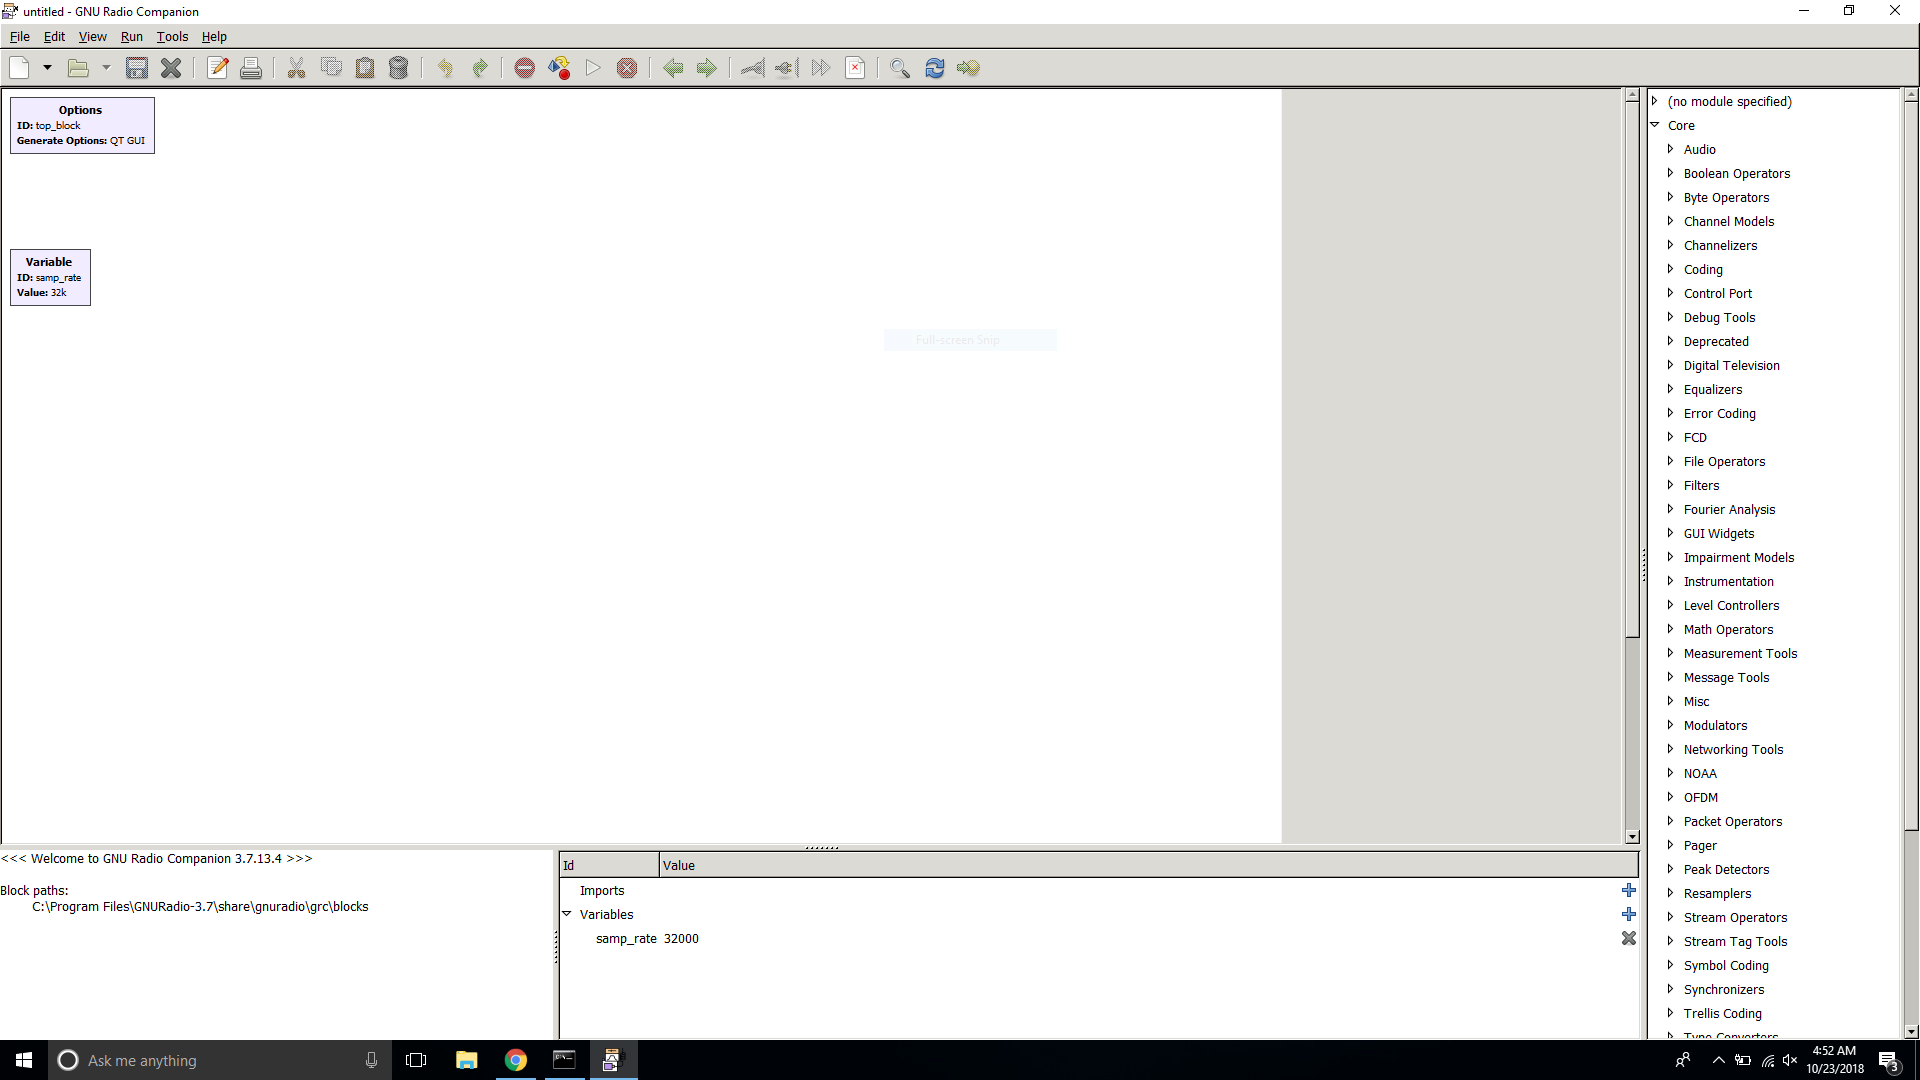 untitled - GNU Radio Companion
File Edit View Run Tools Help
Options
ID: top_block
Generate Options: QT GUI
Variable
ID: samp_rate
Value: 32k
Full-screen Snip
(no module specified)
Core
Audio
Boolean Operators
Byte Operators
Channel Models
Channelizers
Coding
Control Port
Debug Tools
Deprecated
Digital Television
Equalizers
Error Coding
FCD
File Operators
Filters
Fourier Analysis
GUI Widgets
Impairment Models
Instrumentation
Level Controllers
Math Operators
Measurement Tools
Message Tools
Misc
Modulators
Networking Tools
NOAA
OFDM
Packet Operators
Pager
Peak Detectors
Resamplers
Stream Operators
Stream Tag Tools
Symbol Coding
Synchronizers
Trellis Coding
Type Converters
<<< Welcome to GNU Radio Companion 3.7.13.4 >>>
Block paths:
C:\Program Files\GNURadio-3.7\share\gnuradio\grc\blocks
Id Value
Imports
Variables
samp_rate 32000
Ask me anything
4:52 AM
10/23/2018
3